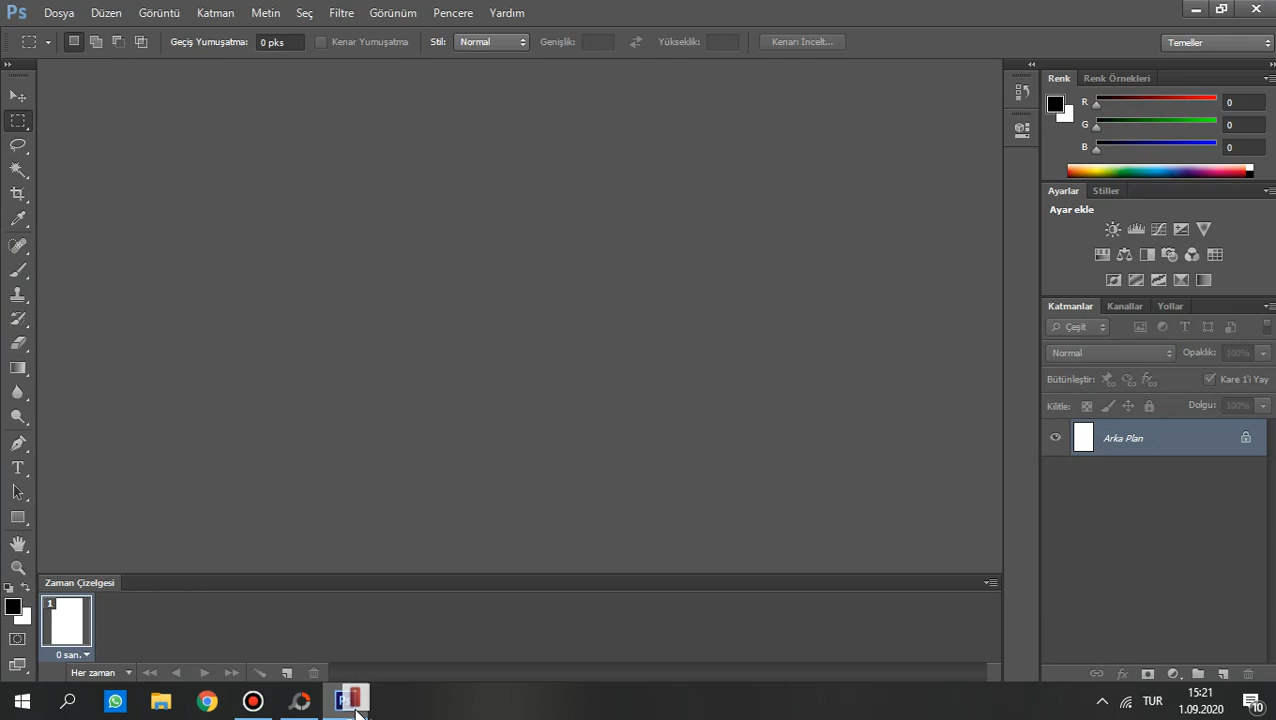 Ps Dosya Düzen Görüntü Katman Metin Seç Filtre Görünüm Pencere Yardım
Geçiş Yumuşatma: 0 pks Kenar Yumuşatma Stil: Normal Genişlik: Yükseklik: Kenarı İncelt... Temeller
Renk Renk Örnekleri
R 0
G 0
B 0
Ayarlar Stiller
Ayar ekle
Katmanlar Kanallar Yollar
Çeşit
Normal Opaklık: 100%
Bütünleştir: Kare 1'i Yay
Kilitle: Dolgu: 100%
Arka Plan
Zaman Çizelgesi
1
0 san.
Her zaman
TUR
15:21
1.09.2020
10